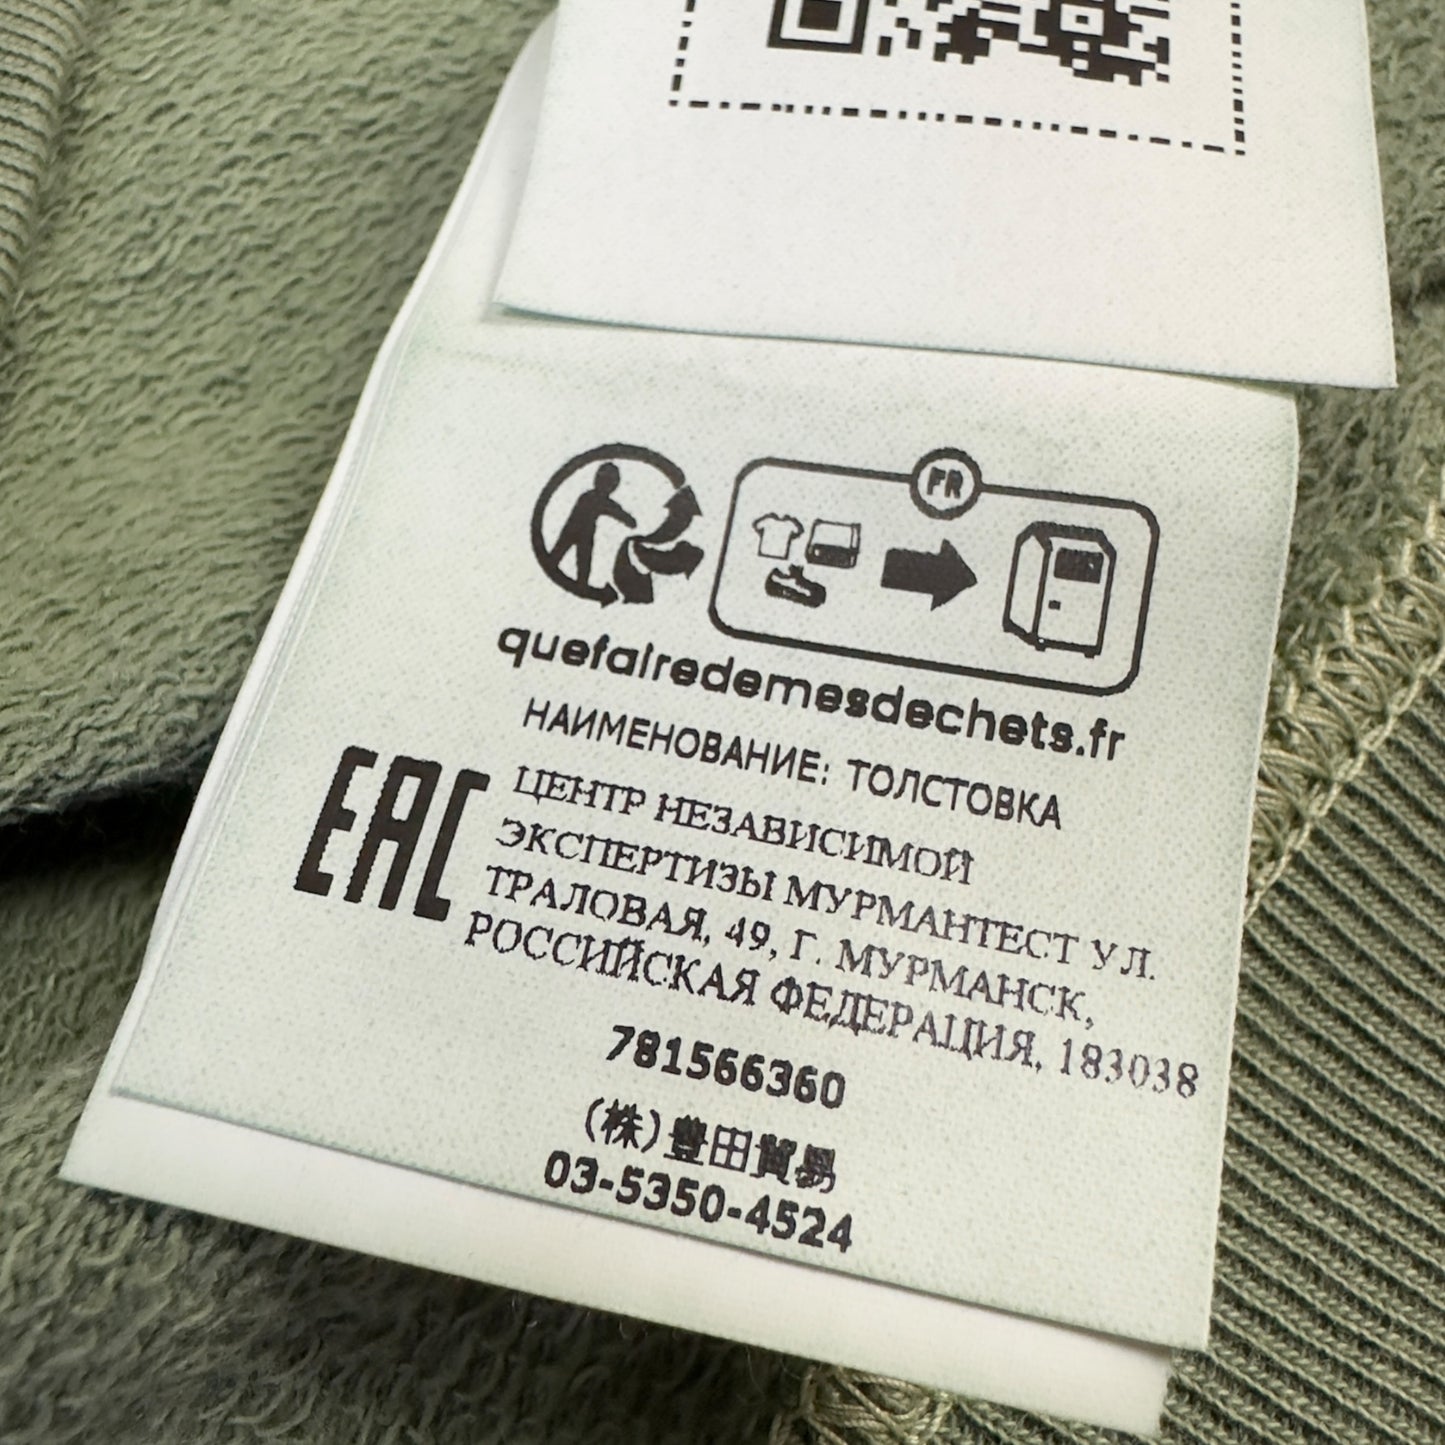 FR
quefairedemesdechets.fr
НАИМЕНОВАНИЕ: ТОЛСТОВКА
EAC
ЦЕНТР НЕЗАВИСИМОЙ
ЭКСПЕРТИЗЫ МУРМАНТЕСТ УЛ.
ТРАЛОВАЯ, 49, Г. МУРМАНСК,
РОССИЙСКАЯ ФЕДЕРАЦИЯ, 183038
781566360
(株)豊田貿易
03-5350-4524